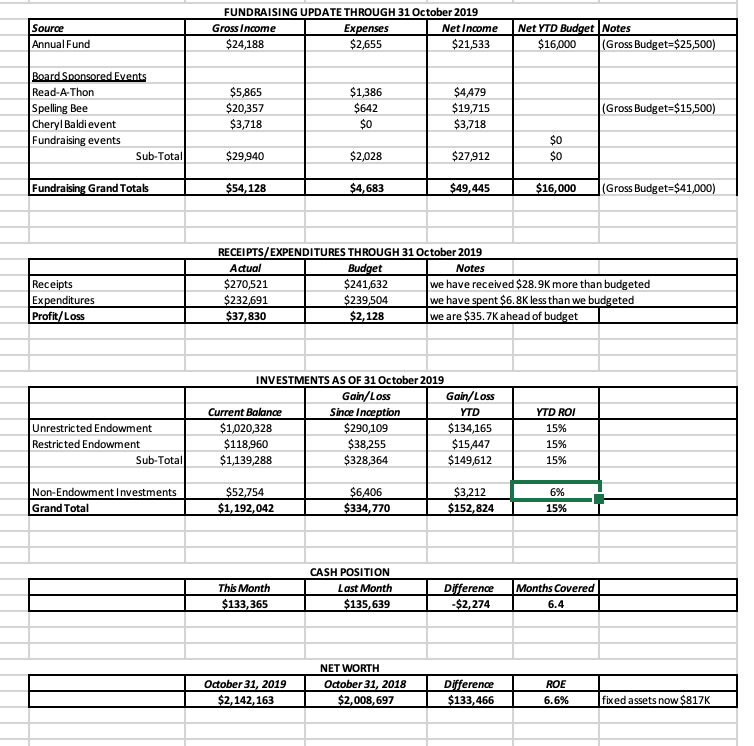 FUNDRAISING UPDATE THROUGH 31 October 2019
Source Gross Income Expenses Net Income Net YTD Budget Notes
Annual Fund $24,188 $2,655 $21,533 $16,000 (Gross Budget=$25,500)
Board Sponsored Events
Read-A-Thon $5,865 $1,386 $4,479
Spelling Bee $20,357 $642 $19,715 (Gross Budget=$15,500)
Cheryl Baldi event $3,718 $0 $3,718
Fundraising events $0
Sub-Total $29,940 $2,028 $27,912 $0
Fundraising Grand Totals $54,128 $4,683 $49,445 $16,000 (Gross Budget=$41,000)
RECEIPTS/EXPENDITURES THROUGH 31 October 2019
Actual Budget Notes
Receipts $270,521 $241,632 we have received $28.9K more than budgeted
Expenditures $232,691 $239,504 we have spent $6.8K less than we budgeted
Profit/Loss $37,830 $2,128 we are $35.7K ahead of budget
INVESTMENTS AS OF 31 October 2019
Gain/Loss Gain/Loss
Current Balance Since Inception YTD YTD ROI
Unrestricted Endowment $1,020,328 $290,109 $134,165 15%
Restricted Endowment $118,960 $38,255 $15,447 15%
Sub-Total $1,139,288 $328,364 $149,612 15%
Non-Endowment Investments $52,754 $6,406 $3,212 6%
Grand Total $1,192,042 $334,770 $152,824 15%
CASH POSITION
This Month Last Month Difference Months Covered
$133,365 $135,639 -$2,274 6.4
NET WORTH
October 31, 2019 October 31, 2018 Difference ROE
$2,142,163 $2,008,697 $133,466 6.6% fixed assets now $817K